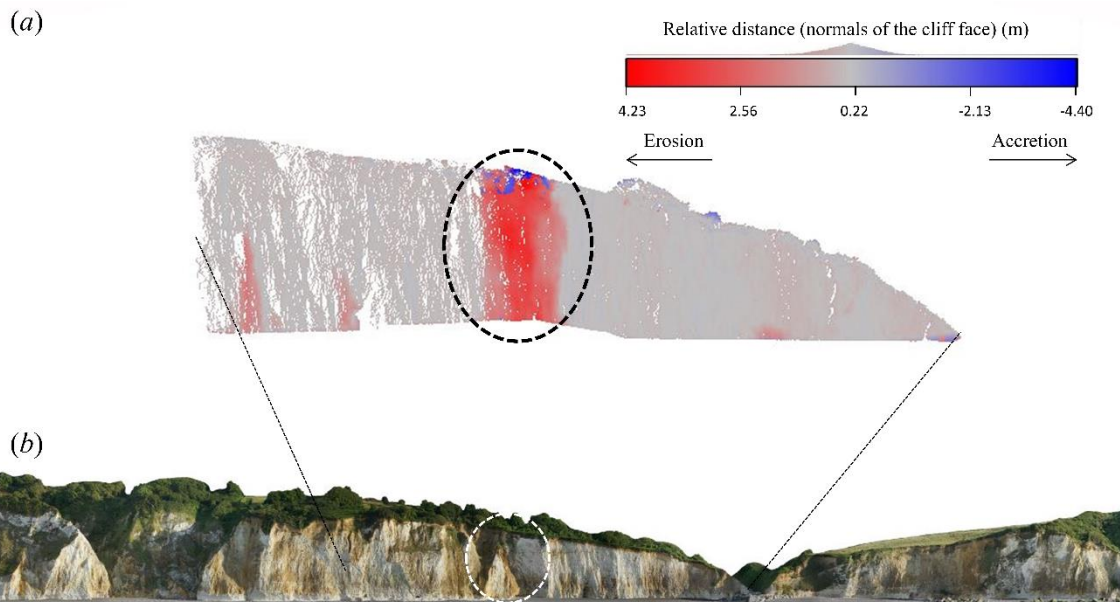 (a)
Relative distance (normals of the cliff face) (m)
4.23 2.56 0.22 -2.13 -4.40
Erosion Accretion
(b)